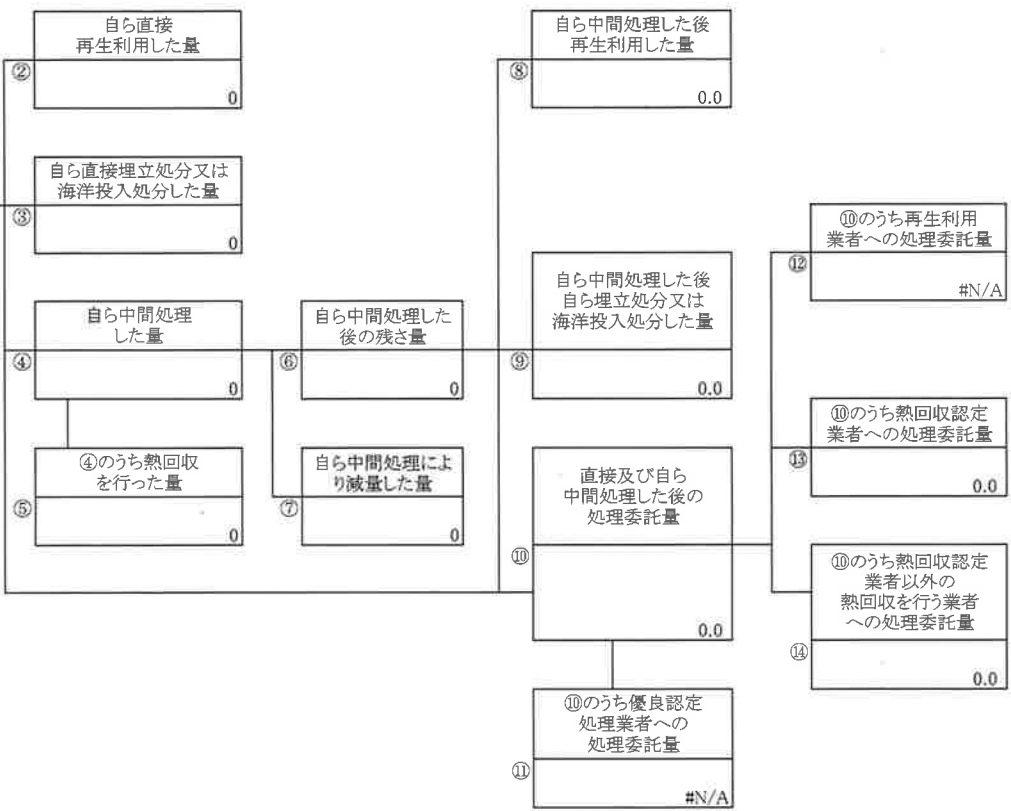 自ら直接
再生利用した量
②
0
自ら直接埋立処分又は
海洋投入処分した量
③
0
自ら中間処理
した量
④
0
④のうち熱回収
を行った量
⑤
0
自ら中間処理した
後の残さ量
⑥
0
自ら中間処理によ
り減量した量
⑦
0
自ら中間処理した後
再生利用した量
⑧
0.0
自ら中間処理した後
自ら埋立処分又は
海洋投入処分した量
⑨
0.0
直接及び自ら
中間処理した後の
処理委託量
⑩
0.0
⑩のうち優良認定
処理業者への
処理委託量
⑪
#N/A
⑩のうち再生利用
業者への処理委託量
⑫
#N/A
⑩のうち熱回収認定
業者への処理委託量
⑬
0.0
⑩のうち熱回収認定
業者以外の
熱回収を行う業者
への処理委託量
⑭
0.0